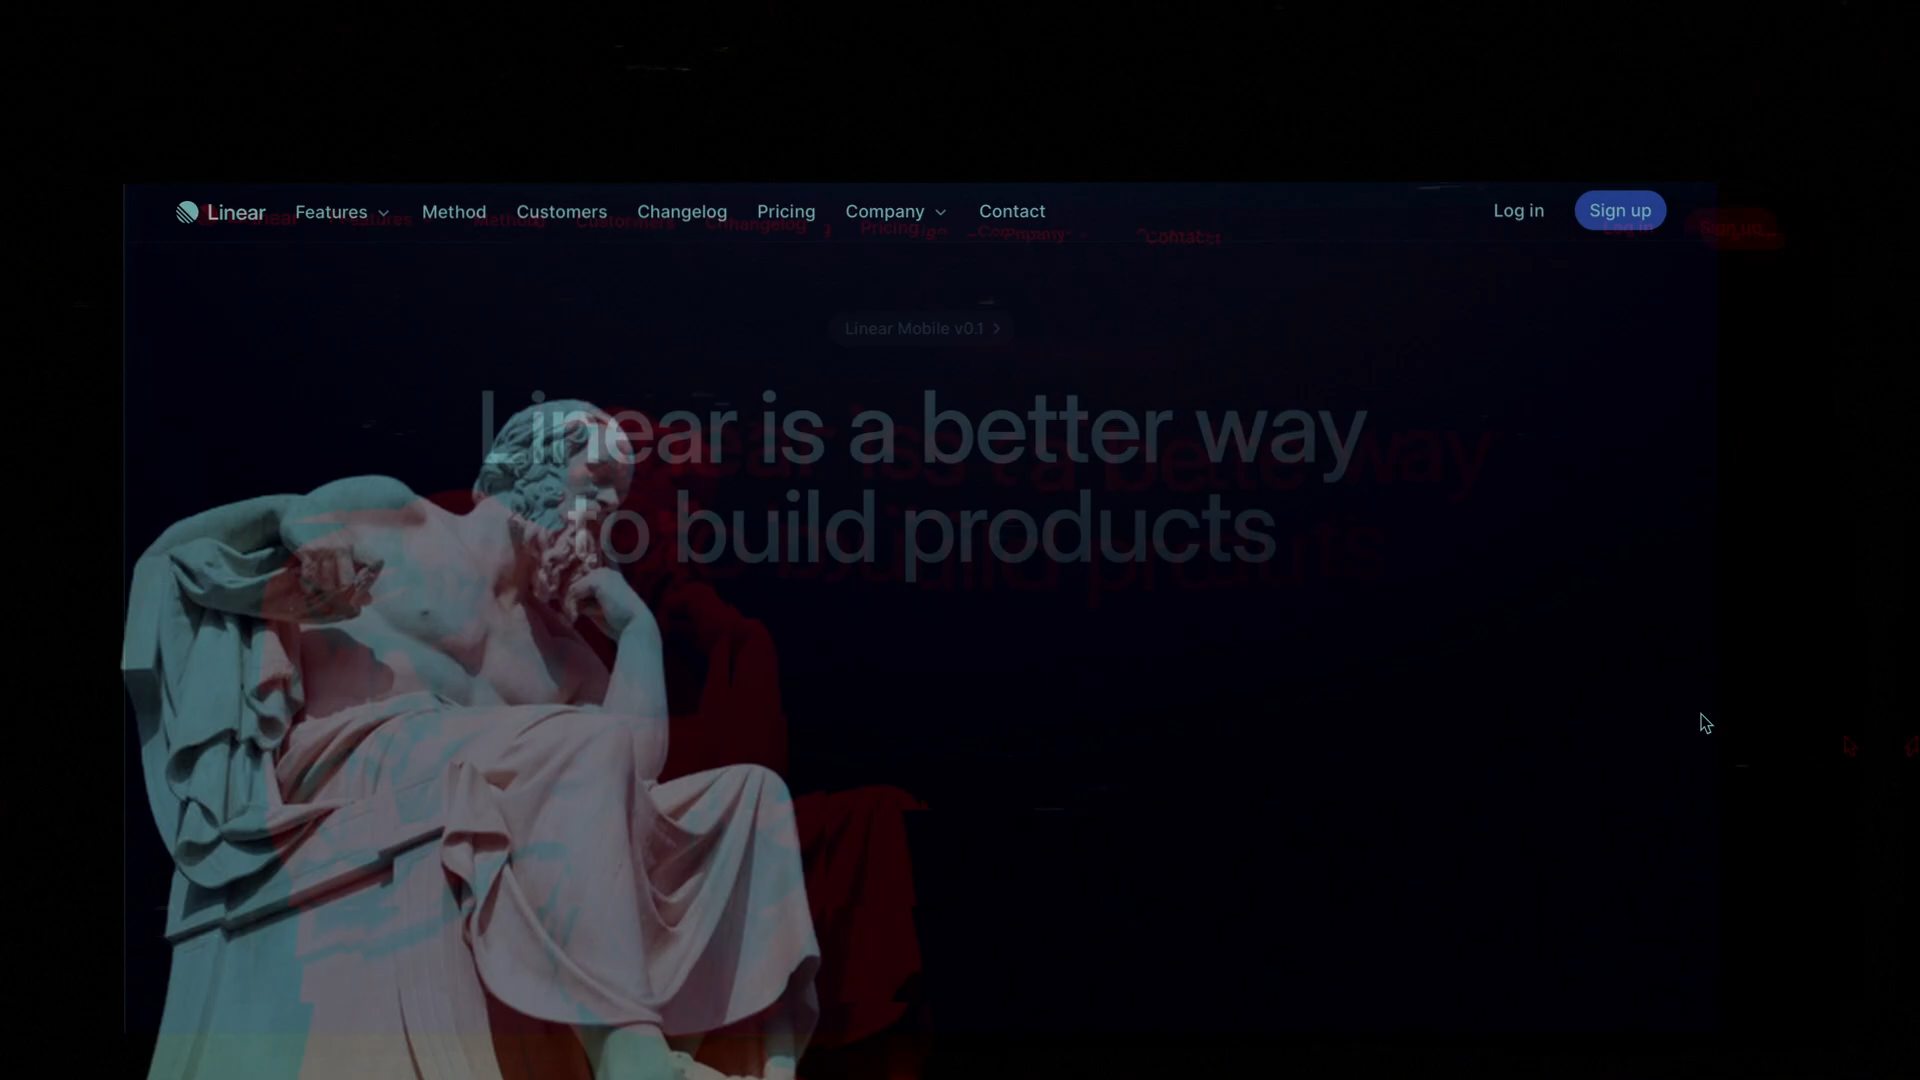 Linear Features Method Customers Changelog Pricing Company Contact Log in Sign up
Linear Mobile v0.1
Linear is a better way
to build products